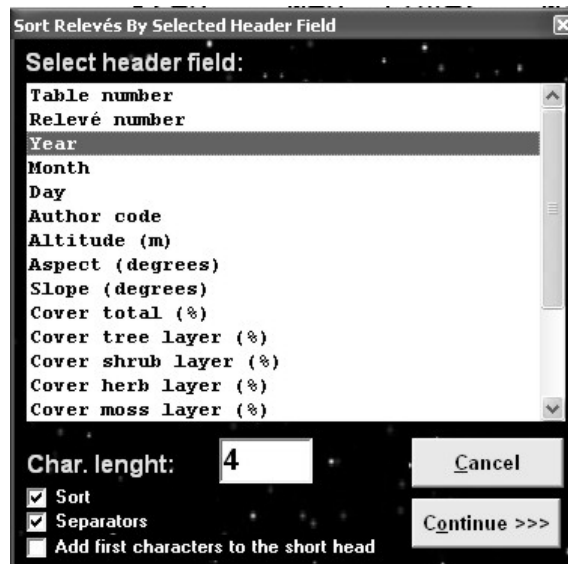 Sort Relevés By Selected Header Field
Select header field:
Table number
Relevé number
Year
Month
Day
Author code
Altitude (m)
Aspect (degrees)
Slope (degrees)
Cover total (%)
Cover tree layer (%)
Cover shrub layer (%)
Cover herb layer (%)
Cover moss layer (%)
Char. lenght: 4
Cancel
Sort
Separators
Continue >>>
Add first characters to the short head